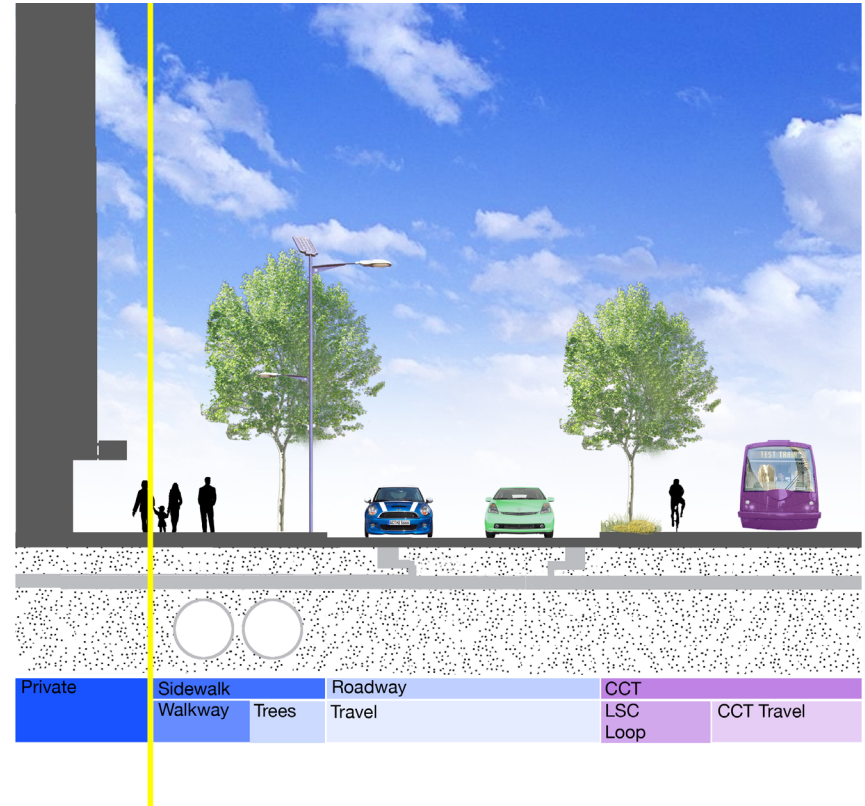 TEST TRAIN
Private
Sidewalk
Roadway
CCT
Walkway
Trees
Travel
LSC
Loop
CCT Travel